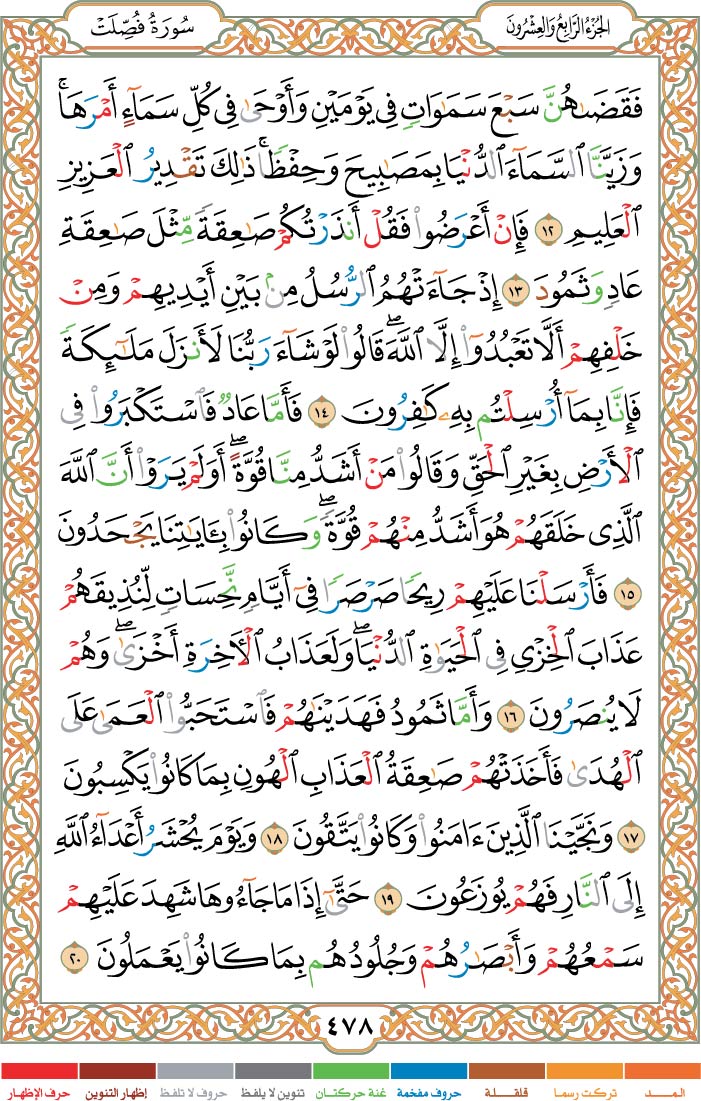 الجُزْءُ الرَّابِعُ وَالعِشْرُونَ
سُورَةُ فُصِّلَتْ
فَقَضَىٰهُنَّ سَبْعَ سَمَٰوَاتٍ فِى يَوْمَيْنِ وَأَوْحَىٰ فِى كُلِّ سَمَآءٍ أَمْرَهَا ۚ
وَزَيَّنَّا ٱلسَّمَآءَ ٱلدُّنْيَا بِمَصَٰبِيحَ وَحِفْظًا ۚ ذَٰلِكَ تَقْدِيرُ ٱلْعَزِيزِ
ٱلْعَلِيمِ ١٢ فَإِنْ أَعْرَضُوا۟ فَقُلْ أَنذَرْتُكُمْ صَٰعِقَةً مِّثْلَ صَٰعِقَةِ
عَادٍ وَثَمُودَ ١٣ إِذْ جَآءَتْهُمُ ٱلرُّسُلُ مِنۢ بَيْنِ أَيْدِيهِمْ وَمِنْ
خَلْفِهِمْ أَلَّا تَعْبُدُوٓا۟ إِلَّا ٱللَّهَ ۖ قَالُوا۟ لَوْ شَآءَ رَبُّنَا لَأَنزَلَ مَلَٰٓئِكَةً
فَإِنَّا بِمَآ أُرْسِلْتُم بِهِۦ كَٰفِرُونَ ١٤ فَأَمَّا عَادٌ فَٱسْتَكْبَرُوا۟ فِى
ٱلْأَرْضِ بِغَيْرِ ٱلْحَقِّ وَقَالُوا۟ مَنْ أَشَدُّ مِنَّا قُوَّةً ۖ أَوَلَمْ يَرَوْا۟ أَنَّ ٱللَّهَ
ٱلَّذِى خَلَقَهُمْ هُوَ أَشَدُّ مِنْهُمْ قُوَّةً ۖ وَكَانُوا۟ بِـَٔايَٰتِنَا يَجْحَدُونَ
١٥ فَأَرْسَلْنَا عَلَيْهِمْ رِيحًا صَرْصَرًا فِىٓ أَيَّامٍ نَّحِسَاتٍ لِّنُذِيقَهُمْ
عَذَابَ ٱلْخِزْىِ فِى ٱلْحَيَوٰةِ ٱلدُّنْيَا ۖ وَلَعَذَابُ ٱلْءَاخِرَةِ أَخْزَىٰ ۖ وَهُمْ
لَا يُنصَرُونَ ١٦ وَأَمَّا ثَمُودُ فَهَدَيْنَٰهُمْ فَٱسْتَحَبُّوا۟ ٱلْعَمَىٰ عَلَى
ٱلْهُدَىٰ فَأَخَذَتْهُمْ صَٰعِقَةُ ٱلْعَذَابِ ٱلْهُونِ بِمَا كَانُوا۟ يَكْسِبُونَ
١٧ وَنَجَّيْنَا ٱلَّذِينَ ءَامَنُوا۟ وَكَانُوا۟ يَتَّقُونَ ١٨ وَيَوْمَ يُحْشَرُ أَعْدَآءُ ٱللَّهِ
إِلَى ٱلنَّارِ فَهُمْ يُوزَعُونَ ١٩ حَتَّىٰٓ إِذَا مَا جَآءُوهَا شَهِدَ عَلَيْهِمْ
سَمْعُهُمْ وَأَبْصَٰرُهُمْ وَجُلُودُهُم بِمَا كَانُوا۟ يَعْمَلُونَ ٢٠
٤٧٨
المـــد تركت رسما قلقـلة حروف مفخمة غنة حركتان تنوين لا يلفظ حروف لا تلفظ إظهار التنوين حرف الإظهار